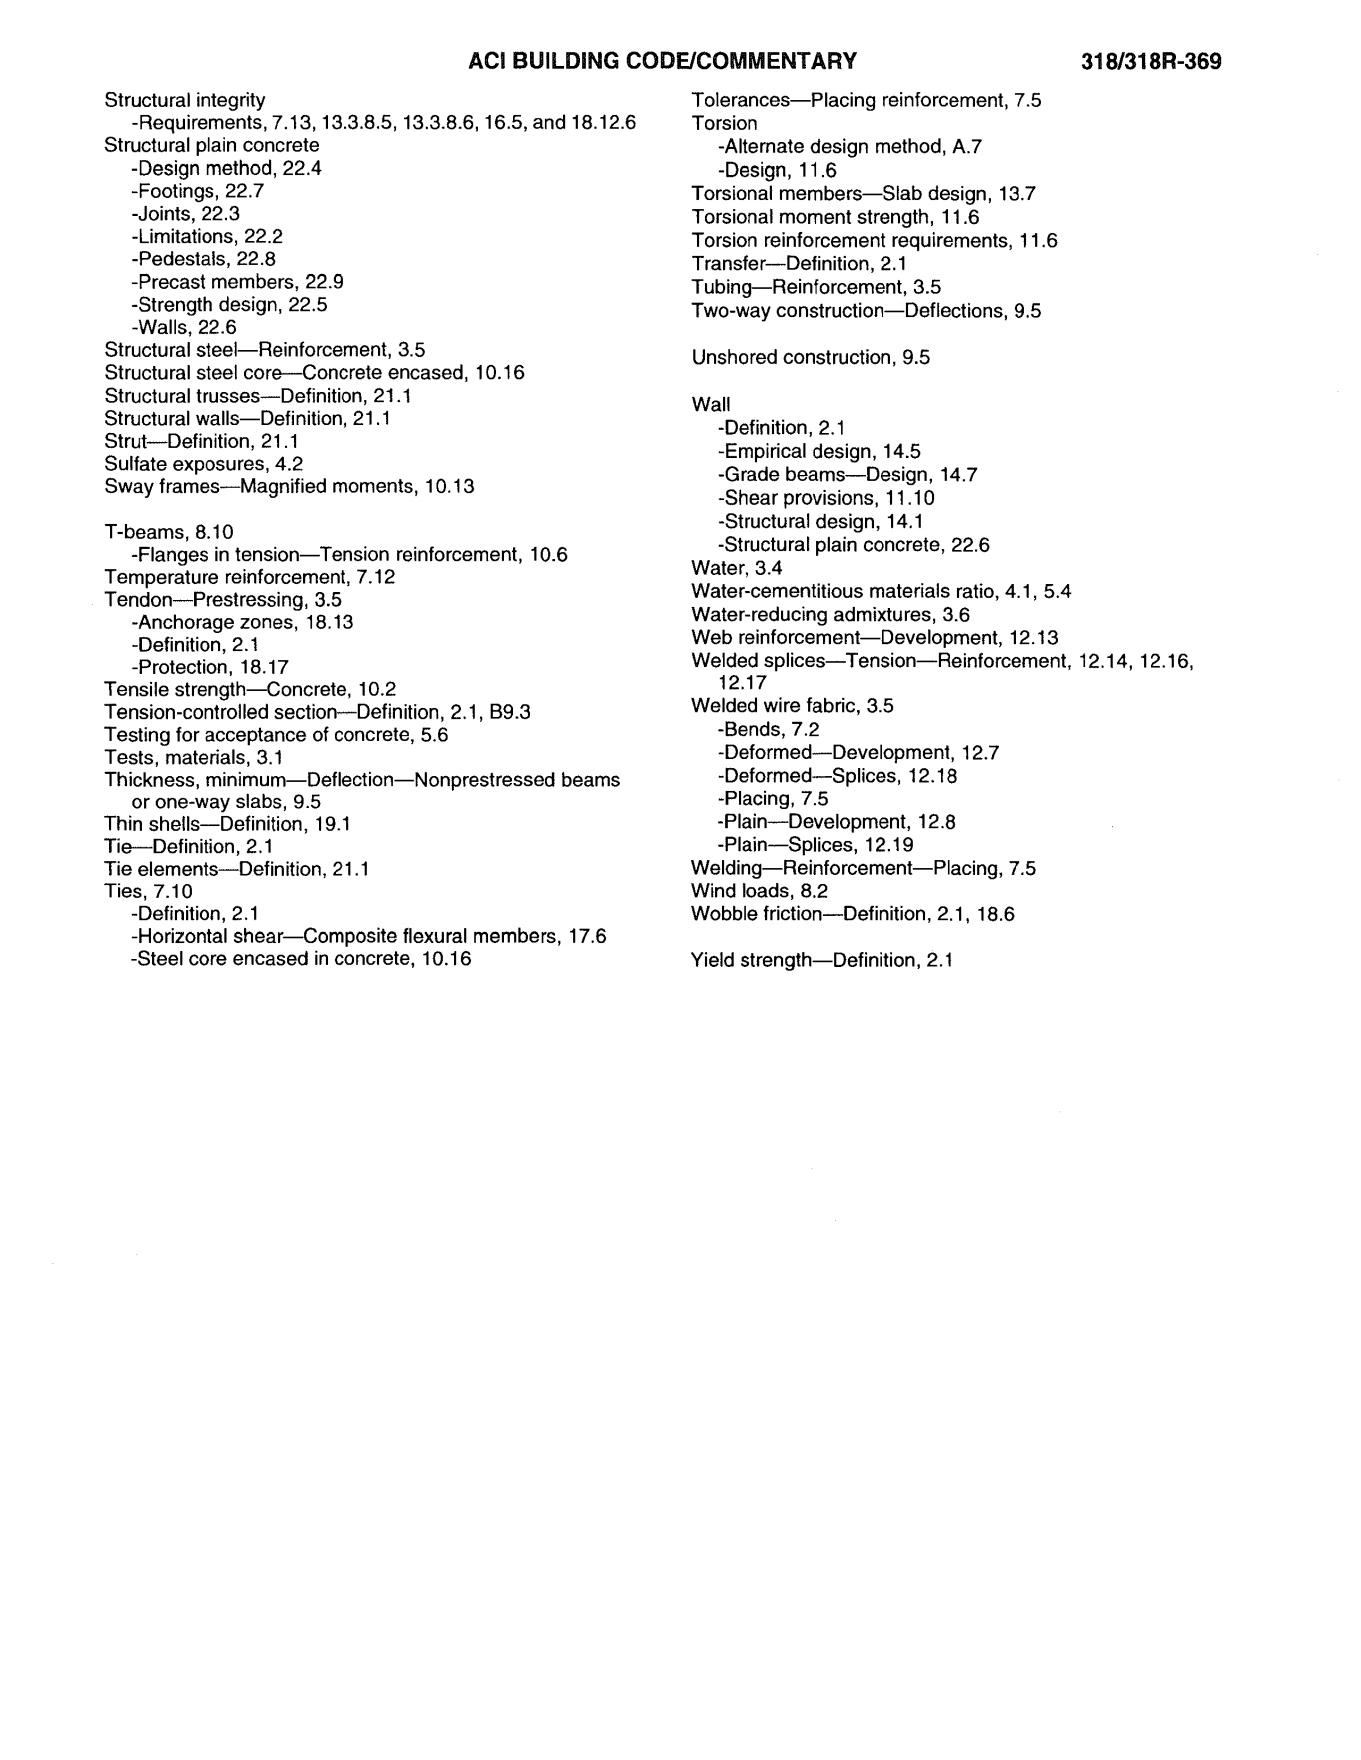 ACI BUILDING CODE/COMMENTARY 318/318R-369
Structural integrity
-Requirements, 7.13, 13.3.8.5, 13.3.8.6, 16.5, and 18.12.6
Structural plain concrete
-Design method, 22.4
-Footings, 22.7
-Joints, 22.3
-Limitations, 22.2
-Pedestals, 22.8
-Precast members, 22.9
-Strength design, 22.5
-Walls, 22.6
Structural steel—Reinforcement, 3.5
Structural steel core—Concrete encased, 10.16
Structural trusses—Definition, 21.1
Structural walls—Definition, 21.1
Strut—Definition, 21.1
Sulfate exposures, 4.2
Sway frames—Magnified moments, 10.13
T-beams, 8.10
-Flanges in tension—Tension reinforcement, 10.6
Temperature reinforcement, 7.12
Tendon—Prestressing, 3.5
-Anchorage zones, 18.13
-Definition, 2.1
-Protection, 18.17
Tensile strength—Concrete, 10.2
Tension-controlled section—Definition, 2.1, B9.3
Testing for acceptance of concrete, 5.6
Tests, materials, 3.1
Thickness, minimum—Deflection—Nonprestressed beams
or one-way slabs, 9.5
Thin shells—Definition, 19.1
Tie—Definition, 2.1
Tie elements—Definition, 21.1
Ties, 7.10
-Definition, 2.1
-Horizontal shear—Composite flexural members, 17.6
-Steel core encased in concrete, 10.16
Tolerances—Placing reinforcement, 7.5
Torsion
-Alternate design method, A.7
-Design, 11.6
Torsional members—Slab design, 13.7
Torsional moment strength, 11.6
Torsion reinforcement requirements, 11.6
Transfer—Definition, 2.1
Tubing—Reinforcement, 3.5
Two-way construction—Deflections, 9.5
Unshored construction, 9.5
Wall
-Definition, 2.1
-Empirical design, 14.5
-Grade beams—Design, 14.7
-Shear provisions, 11.10
-Structural design, 14.1
-Structural plain concrete, 22.6
Water, 3.4
Water-cementitious materials ratio, 4.1, 5.4
Water-reducing admixtures, 3.6
Web reinforcement—Development, 12.13
Welded splices—Tension—Reinforcement, 12.14, 12.16,
12.17
Welded wire fabric, 3.5
-Bends, 7.2
-Deformed—Development, 12.7
-Deformed—Splices, 12.18
-Placing, 7.5
-Plain—Development, 12.8
-Plain—Splices, 12.19
Welding—Reinforcement—Placing, 7.5
Wind loads, 8.2
Wobble friction—Definition, 2.1, 18.6
Yield strength—Definition, 2.1